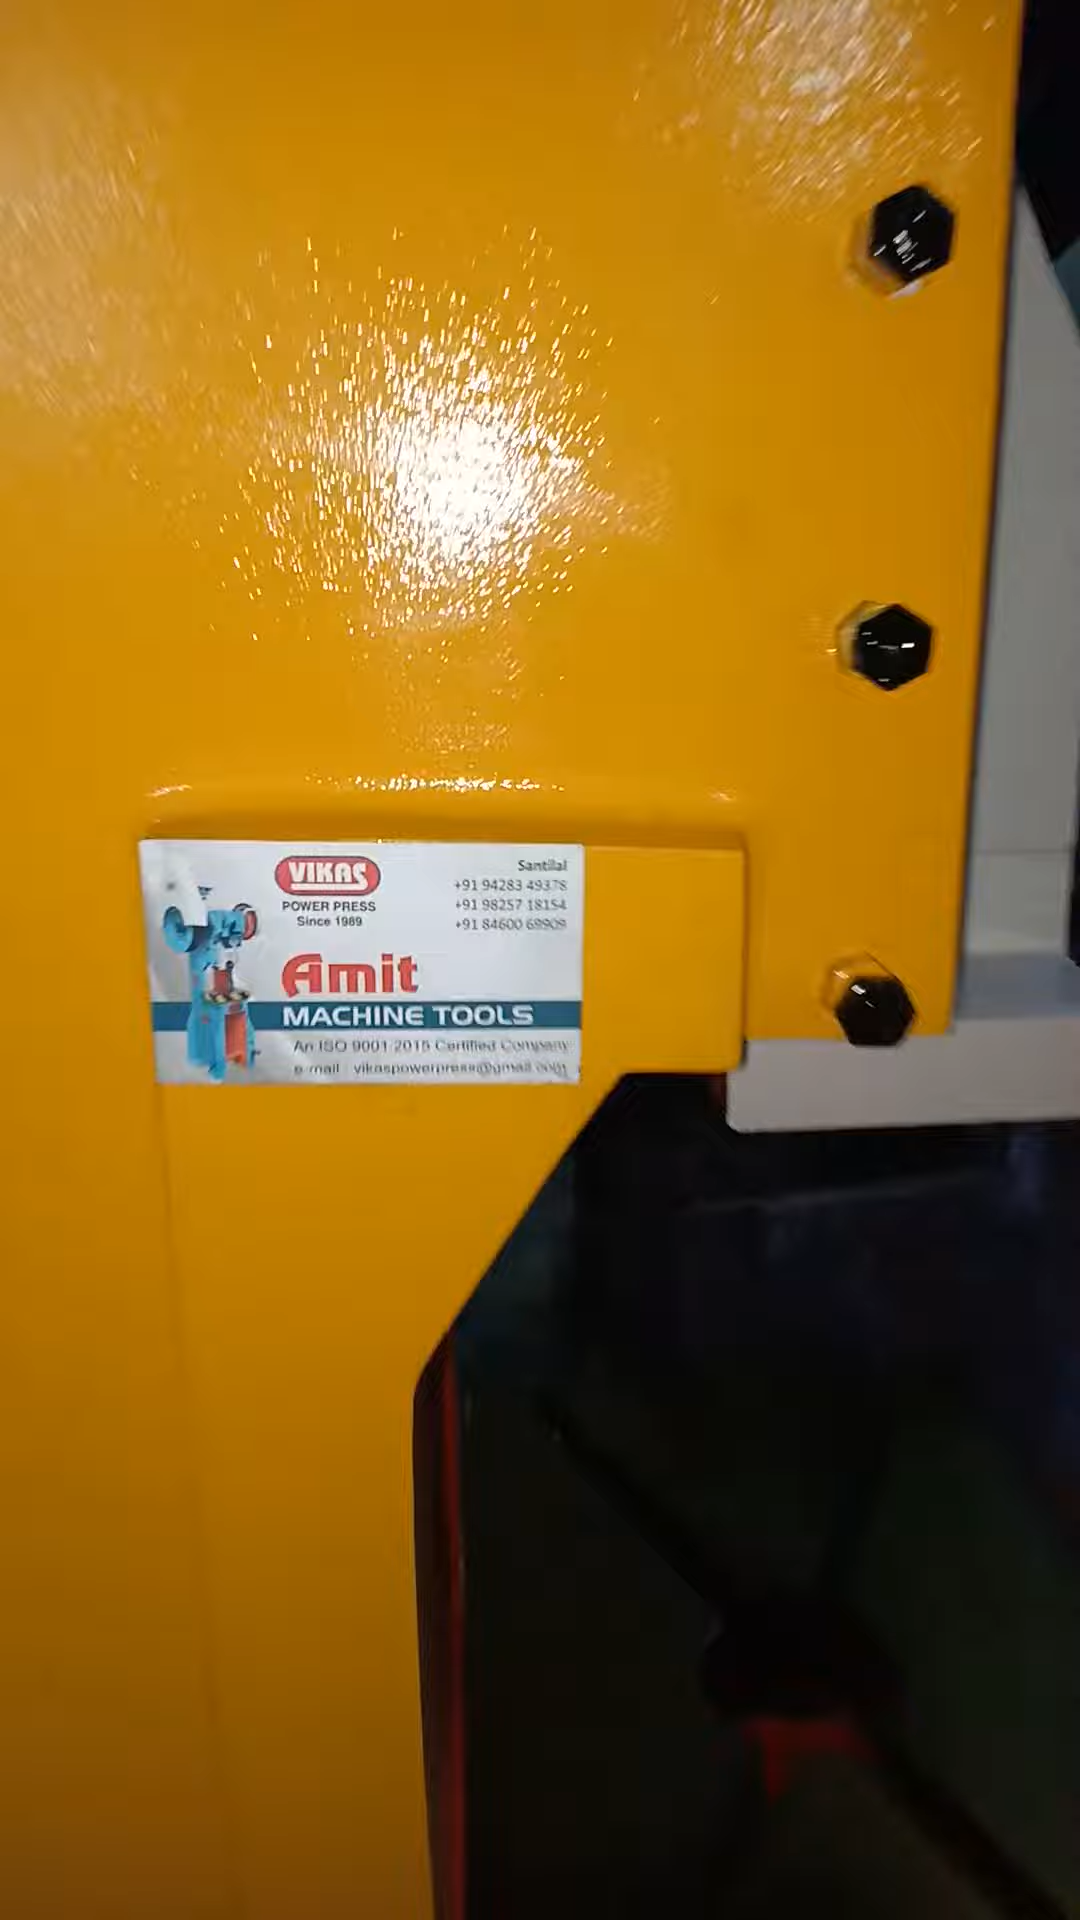 VIKAS
POWER PRESS
Since 1989
Santilal
+91 94283 49378
+91 98257 18154
+91 84600 69909
Amit
MACHINE TOOLS
An ISO 9001 2015 Certified Company
e-mail : vikaspowerpress@gmail.com